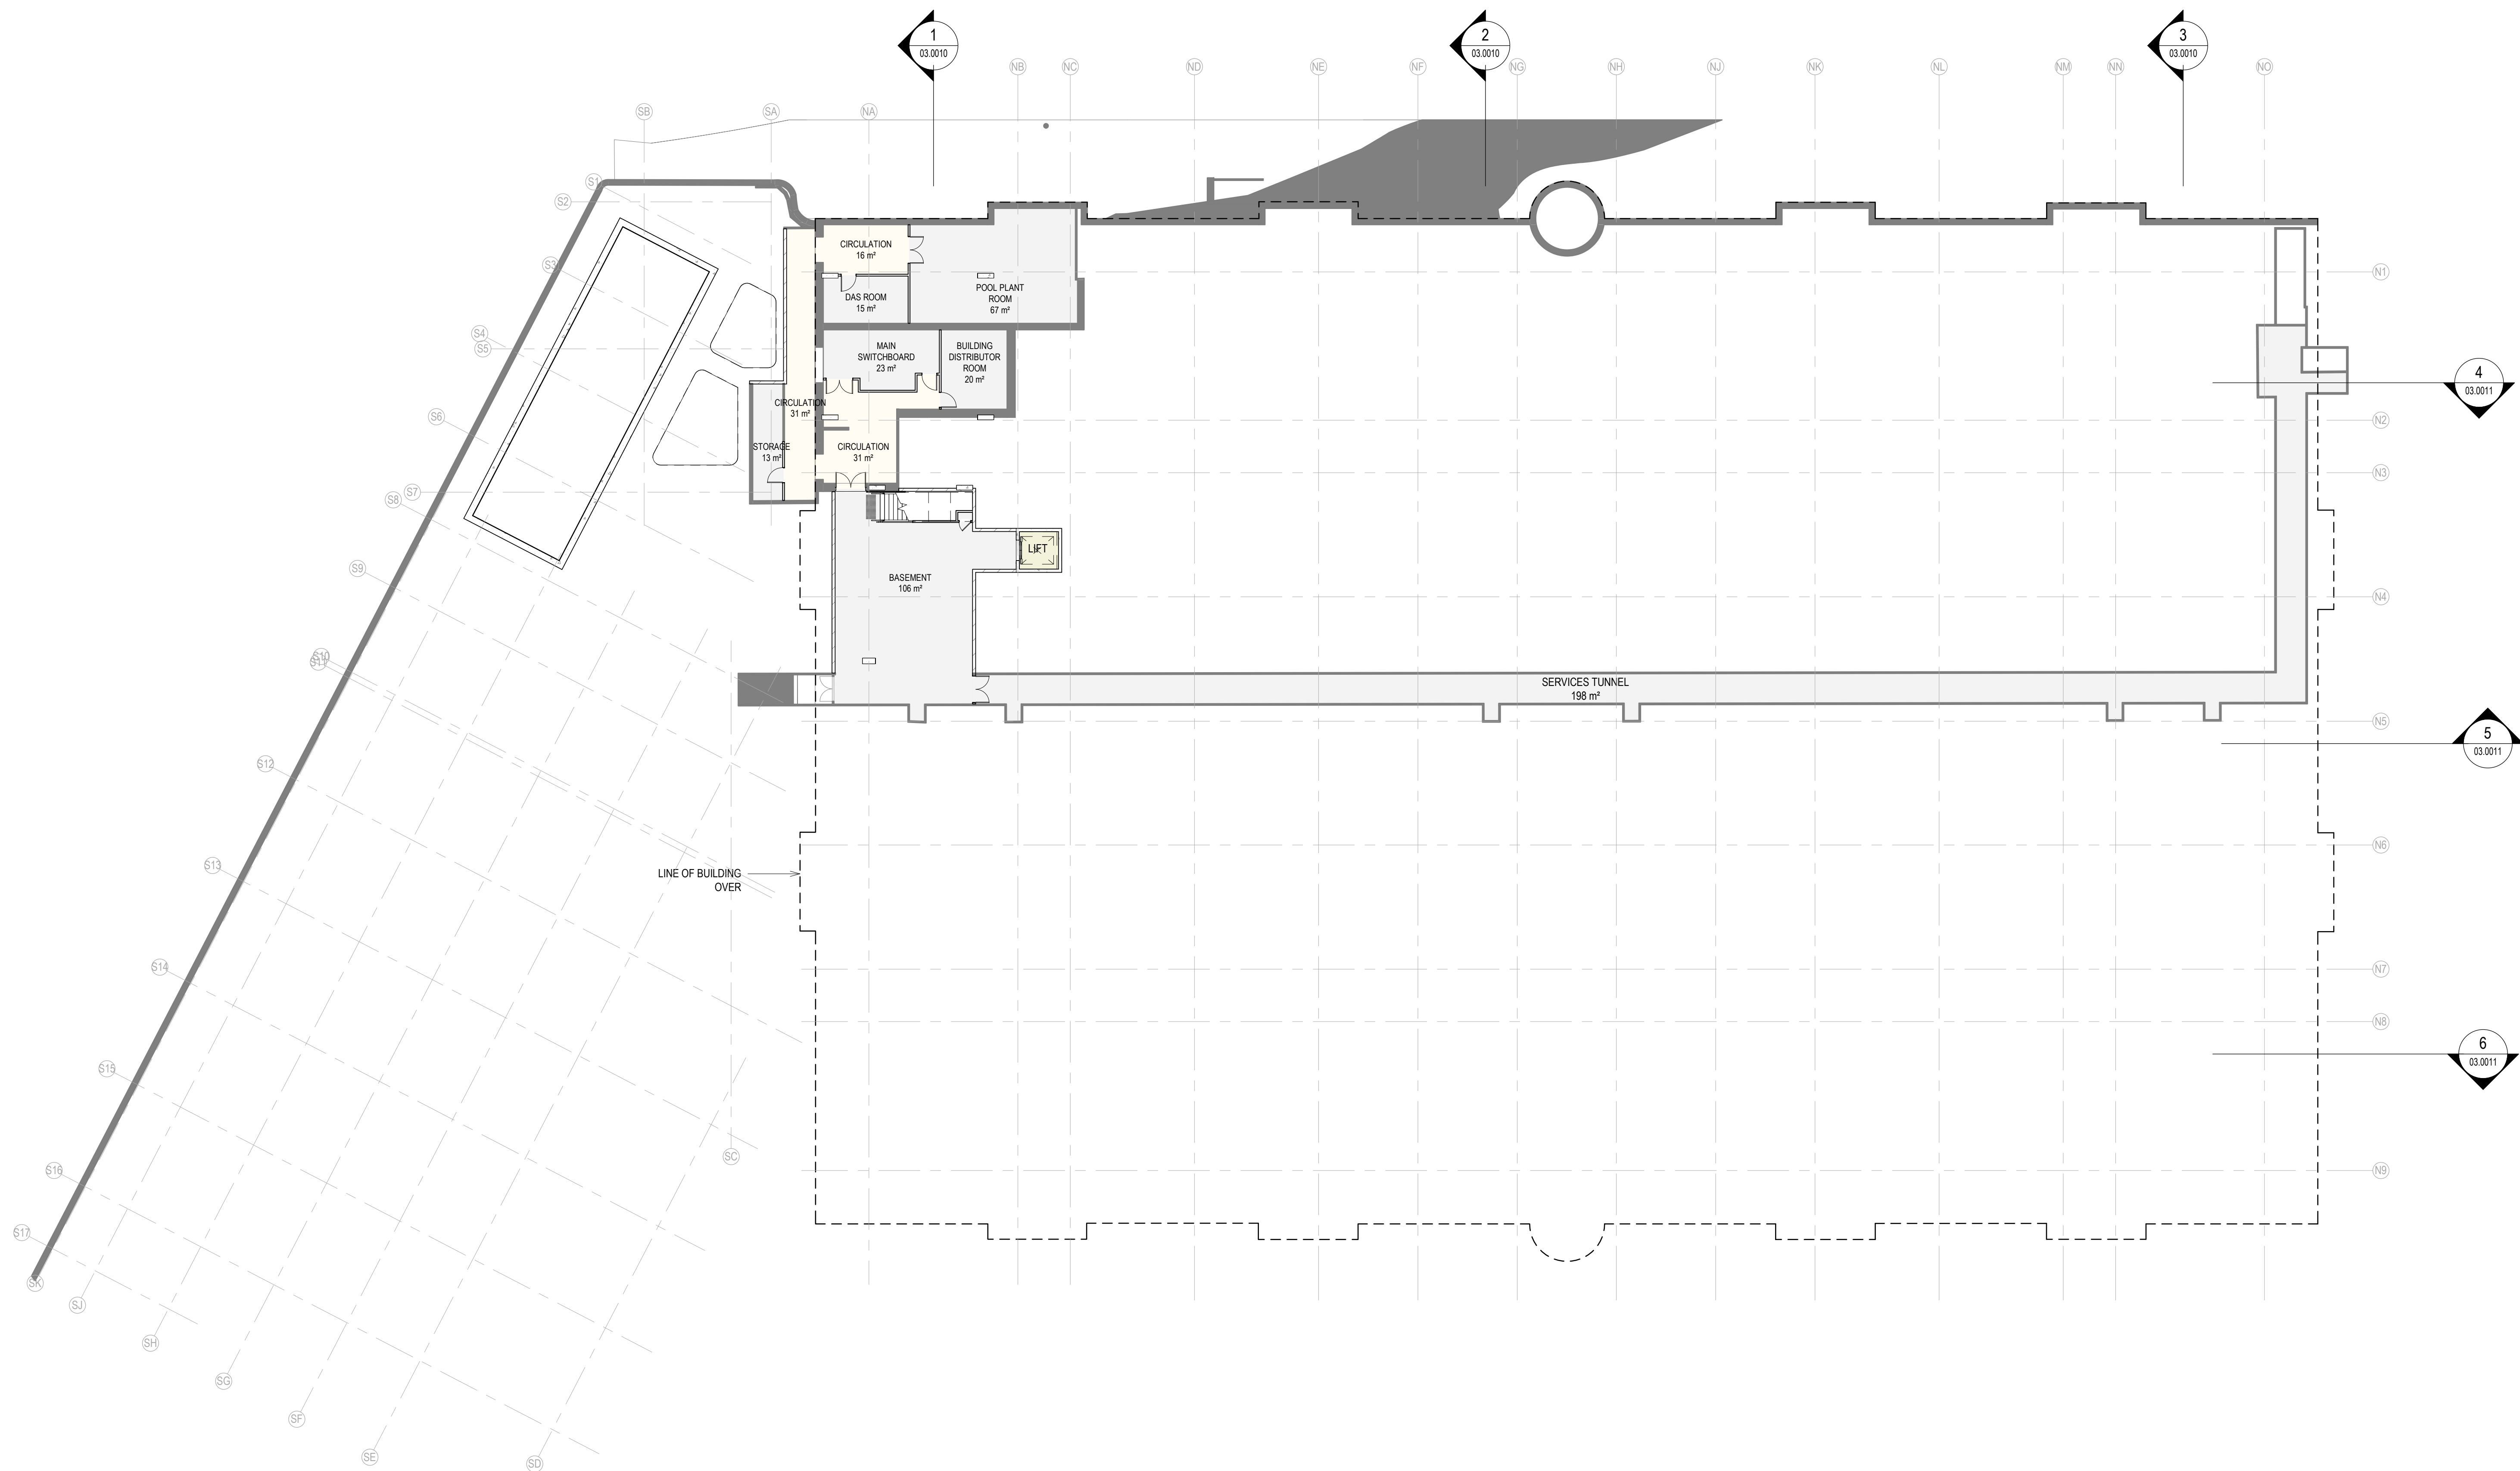 1
03.0010
2
03.0010
3
03.0010
NB
NC
ND
NE
NF
NG
NH
NJ
NK
NL
NM
NN
NO
SB
SA
NA
S1
S2
S3
S4
S5
S6
S7
S8
S9
S10
S11
S12
S13
S14
S15
S16
S17
CIRCULATION
16 m²
DAS ROOM
15 m²
POOL PLANT
ROOM
67 m²
MAIN
SWITCHBOARD
23 m²
BUILDING
DISTRIBUTOR
ROOM
20 m²
CIRCULATION
31 m²
STORAGE
13 m²
CIRCULATION
31 m²
LIFT
BASEMENT
106 m²
SERVICES TUNNEL
198 m²
LINE OF BUILDING
OVER
N1
4
03.0011
N2
N3
N4
N5
5
03.0011
N6
N7
N8
6
03.0011
N9
SC
SK
SJ
SH
SG
SF
SE
SD